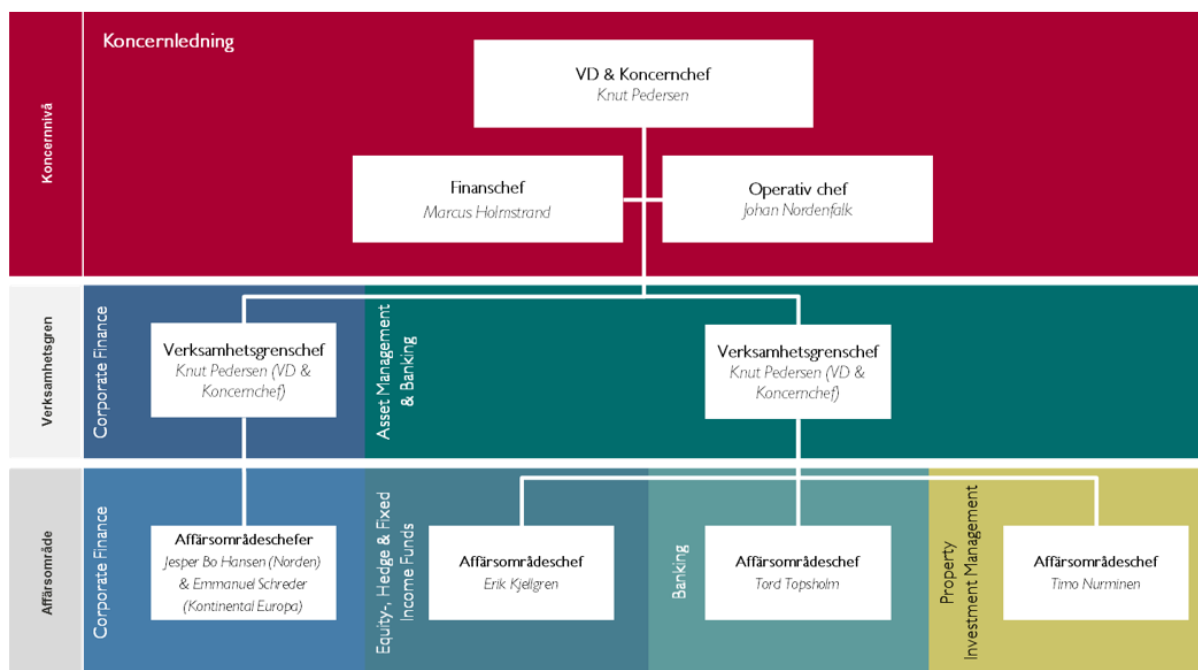 Koncernledning
Koncernnivå
VD & Koncernchef
Knut Pedersen
Finanschef
Marcus Holmstrand
Operativ chef
Johan Nordenfalk
Verksamhetsgren
Corporate Finance
Verksamhetsgrenschef
Knut Pedersen (VD &
Koncernchef)
Asset Management
& Banking
Verksamhetsgrenschef
Knut Pedersen (VD &
Koncernchef)
Affärsområde
Corporate Finance
Affärsområdeschefer
Jesper Bo Hansen (Norden)
& Emmanuel Schreder
(Kontinental Europa)
Equity-, Hedge & Fixed
Income Funds
Affärsområdeschef
Erik Kjellgren
Banking
Affärsområdeschef
Tord Topsholm
Property
Investment Management
Affärsområdeschef
Timo Nurminen